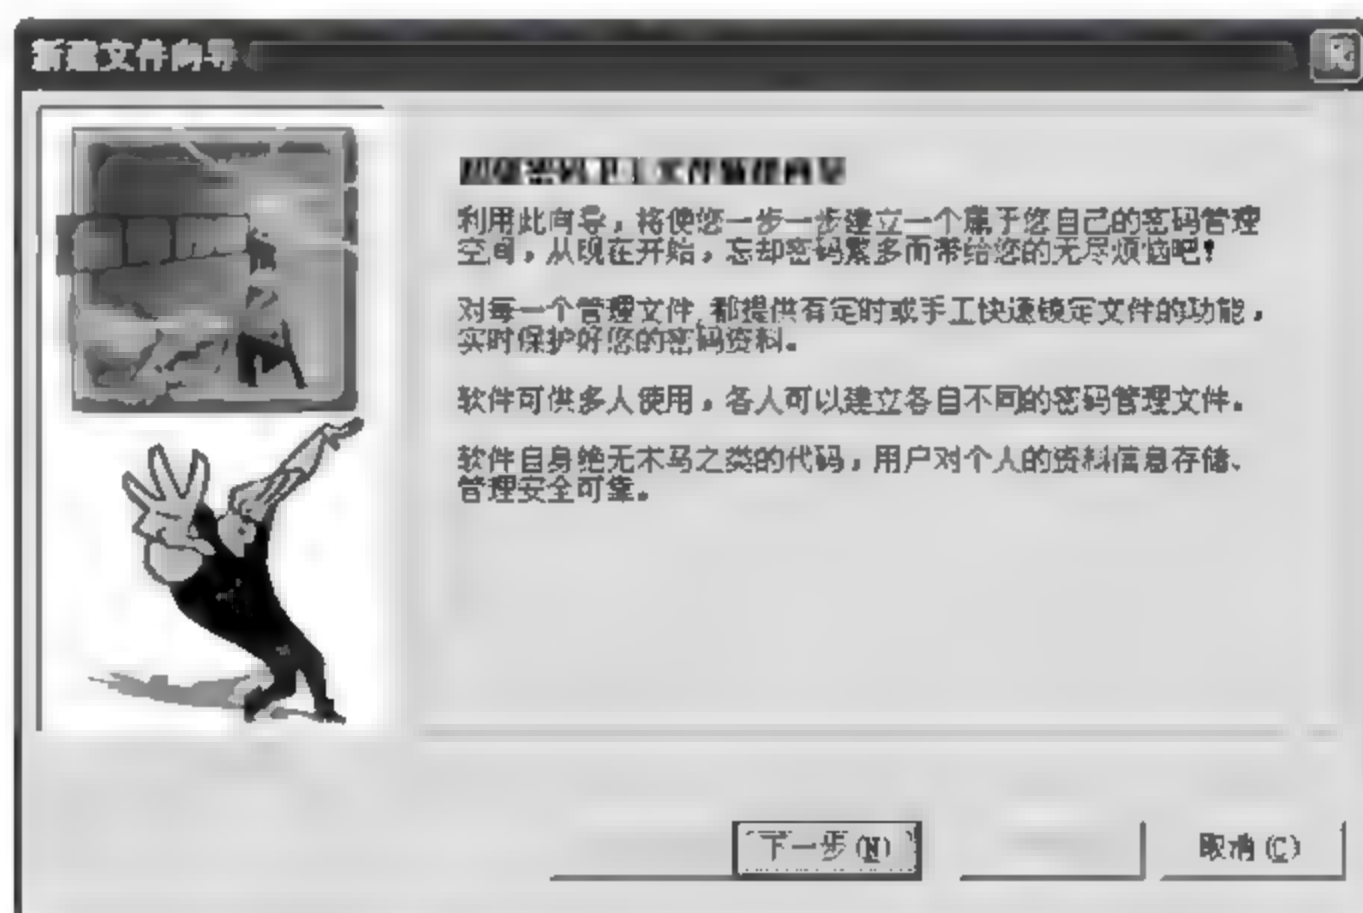 新建文件向导
利用此向导，将使您一步一步建立一个属于您自己的密码管理
空间，从现在开始，忘却密码繁多而带给您的无尽烦恼吧！
对每一个管理文件,都提供有定时或手工快速锁定文件的功能，
实时保护好您的密码资料。
软件可供多人使用，各人可以建立各自不同的密码管理文件。
软件自身绝无木马之类的代码，用户对个人的资料信息存储、
管理安全可靠。
下一步(N)
取消(C)